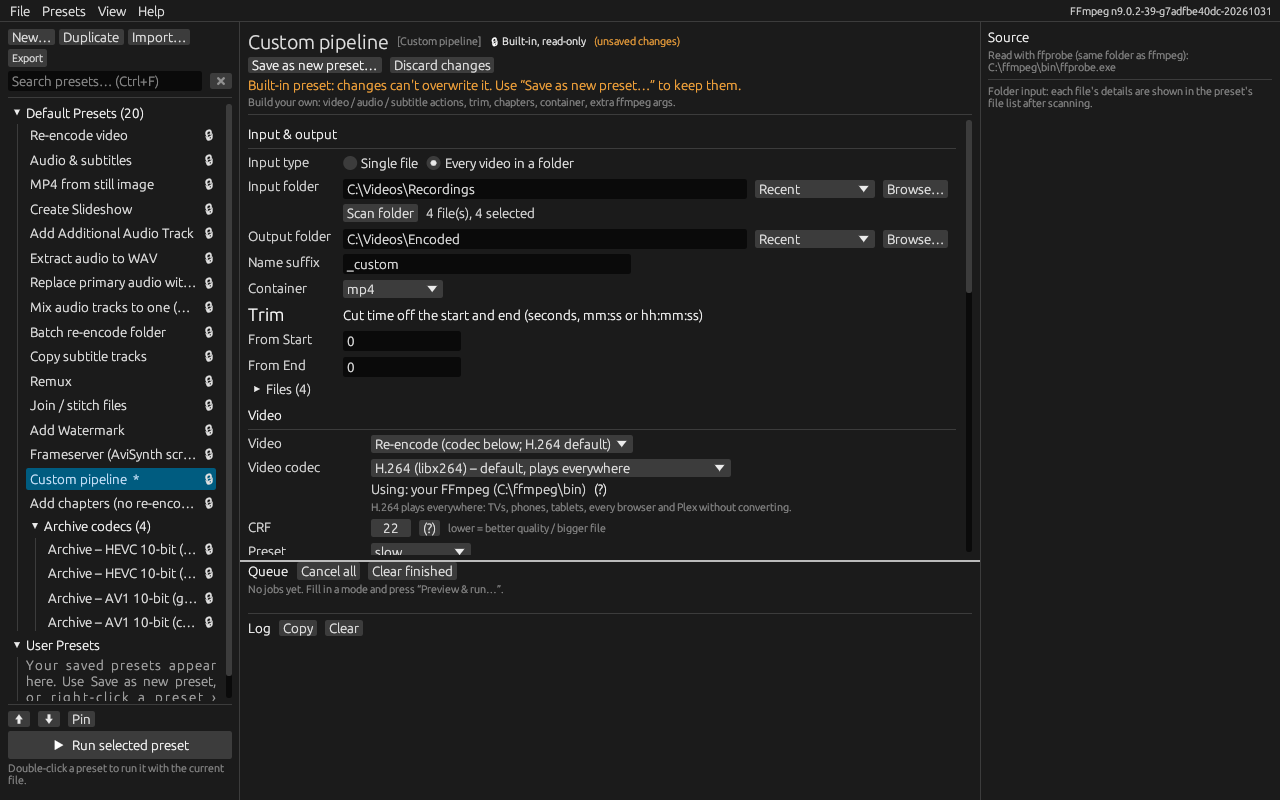 File Presets View Help
FFmpeg n9.0.2-39-g7adfbe40dc-20261031
New… Duplicate Import…
Export
Search presets… (Ctrl+F)
Default Presets (20)
Re-encode video
Audio & subtitles
MP4 from still image
Create Slideshow
Add Additional Audio Track
Extract audio to WAV
Replace primary audio wit…
Mix audio tracks to one (…
Batch re-encode folder
Copy subtitle tracks
Remux
Join / stitch files
Add Watermark
Frameserver (AviSynth scr…
Custom pipeline *
Add chapters (no re-enco…
Archive codecs (4)
Archive – HEVC 10-bit (…
Archive – HEVC 10-bit (…
Archive – AV1 10-bit (g…
Archive – AV1 10-bit (c…
User Presets
Your saved presets appear
here. Use Save as new preset,
or right-click a preset ›
Pin
Run selected preset
Double-click a preset to run it with the current
file.
Custom pipeline [Custom pipeline] Built-in, read-only (unsaved changes)
Save as new preset… Discard changes
Built-in preset: changes can't overwrite it. Use “Save as new preset…” to keep them.
Build your own: video / audio / subtitle actions, trim, chapters, container, extra ffmpeg args.
Input & output
Input type Single file Every video in a folder
Input folder C:\Videos\Recordings Recent Browse…
Scan folder 4 file(s), 4 selected
Output folder C:\Videos\Encoded Recent Browse…
Name suffix _custom
Container mp4
Trim Cut time off the start and end (seconds, mm:ss or hh:mm:ss)
From Start 0
From End 0
Files (4)
Video
Video Re-encode (codec below; H.264 default)
Video codec H.264 (libx264) – default, plays everywhere
Using: your FFmpeg (C:\ffmpeg\bin) (?)
H.264 plays everywhere: TVs, phones, tablets, every browser and Plex without converting.
CRF 22 (?) lower = better quality / bigger file
Preset slow
Queue Cancel all Clear finished
No jobs yet. Fill in a mode and press “Preview & run…”.
Log Copy Clear
Source
Read with ffprobe (same folder as ffmpeg):
C:\ffmpeg\bin\ffprobe.exe
Folder input: each file's details are shown in the preset's
file list after scanning.